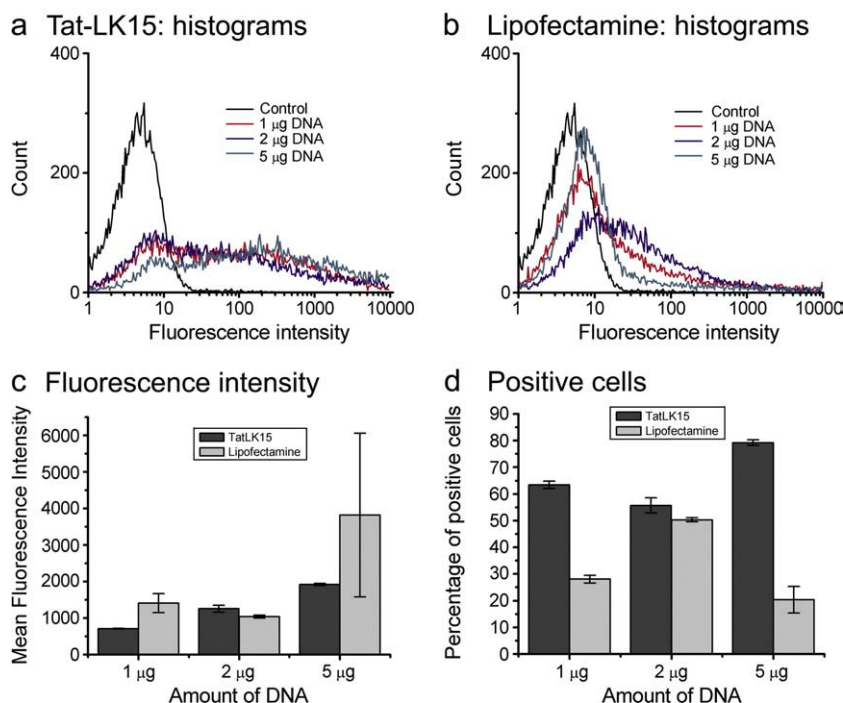 a Tat-LK15: histograms
400
200
0
Count
Control
1 μg DNA
2 μg DNA
5 μg DNA
1 10 100 1000 10000
Fluorescence intensity
b Lipofectamine: histograms
400
200
0
Count
Control
1 μg DNA
2 μg DNA
5 μg DNA
1 10 100 1000 10000
Fluorescence intensity
c Fluorescence intensity
6000
5000
4000
3000
2000
1000
0
Mean Fluorescence Intensity
TatLK15
Lipofectamine
1 μg 2 μg 5 μg
Amount of DNA
d Positive cells
90
80
70
60
50
40
30
20
10
0
Percentage of positive cells
TatLK15
Lipofectamine
1 μg 2 μg 5 μg
Amount of DNA